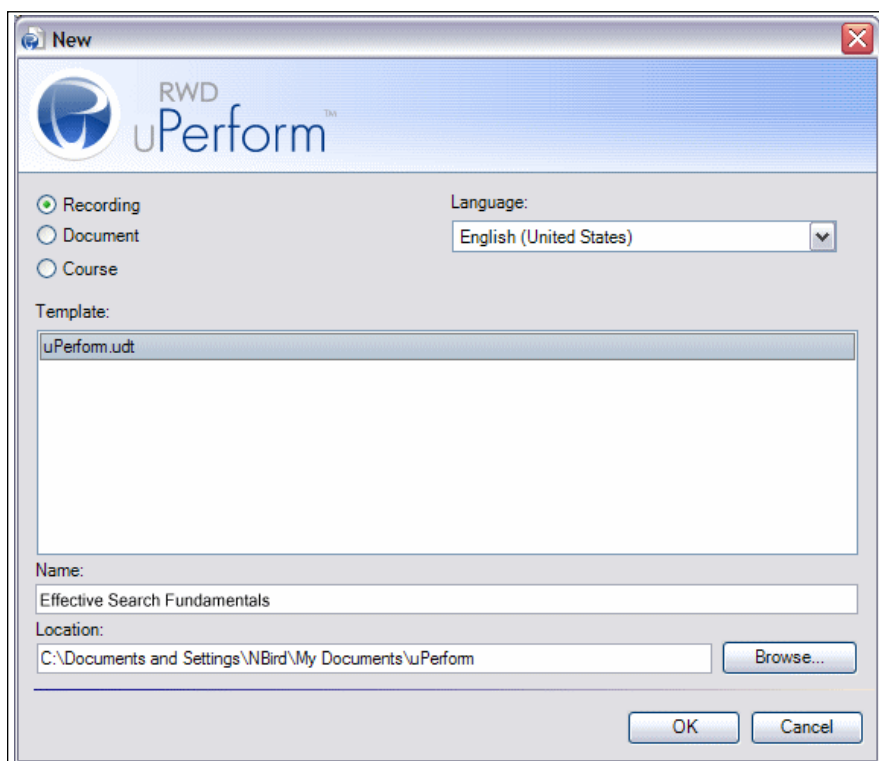 New
RWD
uPerform™
Recording
Language:
Document
English (United States)
Course
Template:
uPerform.udt
Name:
Effective Search Fundamentals
Location:
C:\Documents and Settings\NBird\My Documents\uPerform
Browse...
OK
Cancel